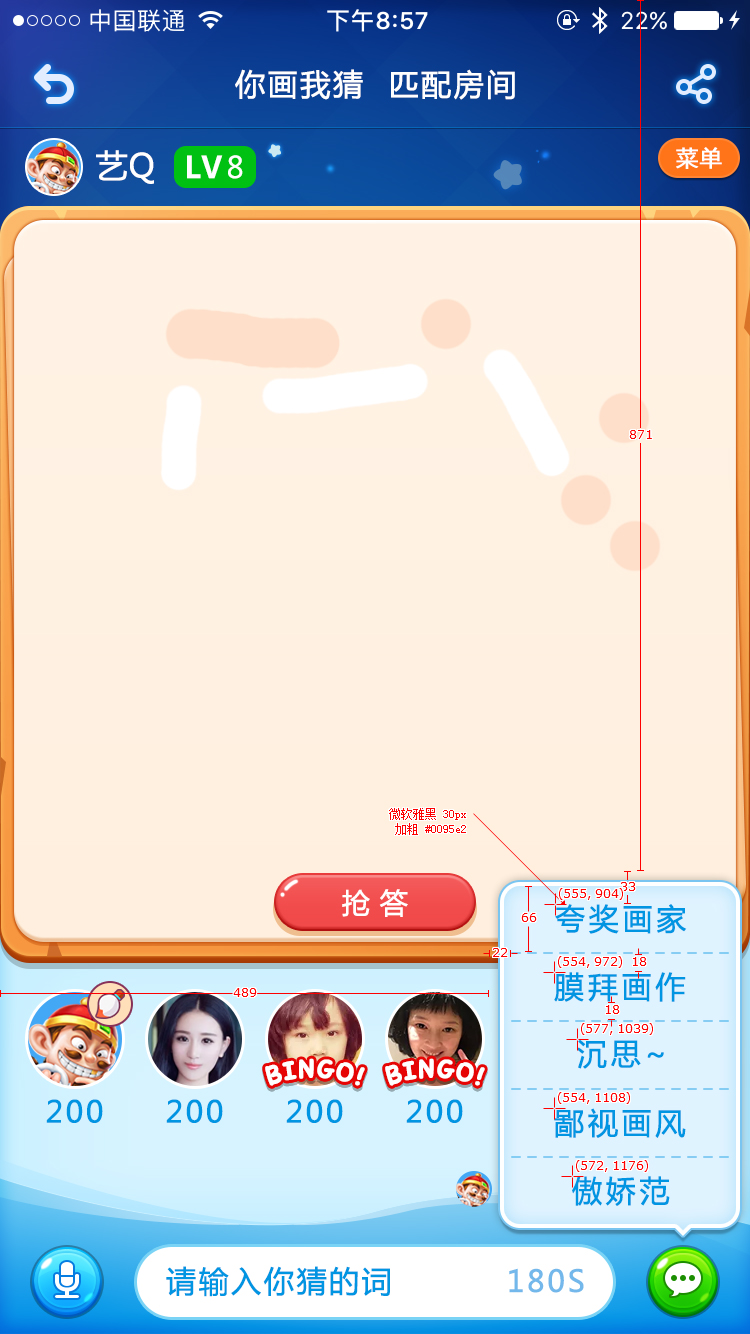 中国联通 下午8:57 22%
你画我猜 匹配房间
艺Q LV8 菜单
871
微软雅黑 30px
加粗 #0095e2
抢答
33
(555, 904)
夸奖画家
66
22
(554, 972) 18
膜拜画作
18
(577, 1039)
沉思~
(554, 1108)
鄙视画风
(572, 1176)
傲娇范
489
BINGO! BINGO!
200 200 200 200
请输入你猜的词 180S